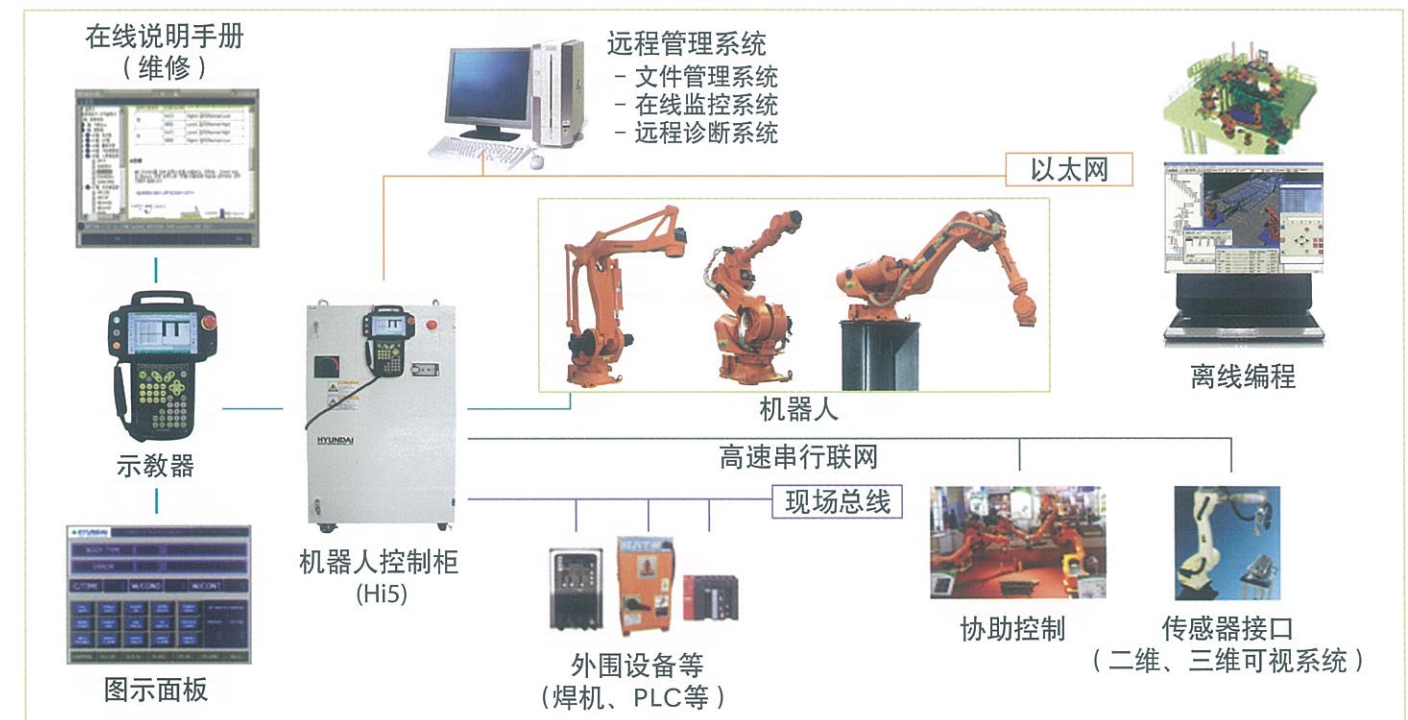 在线说明手册
（维修）
远程管理系统
- 文件管理系统
- 在线监控系统
- 远程诊断系统
以太网
离线编程
机器人
示教器
高速串行联网
HYUNDAI
现场总线
机器人控制柜
(Hi5)
HYUNDAI
ERROR
图示面板
外围设备等
（焊机、PLC等）
协助控制
传感器接口
（二维、三维可视系统）